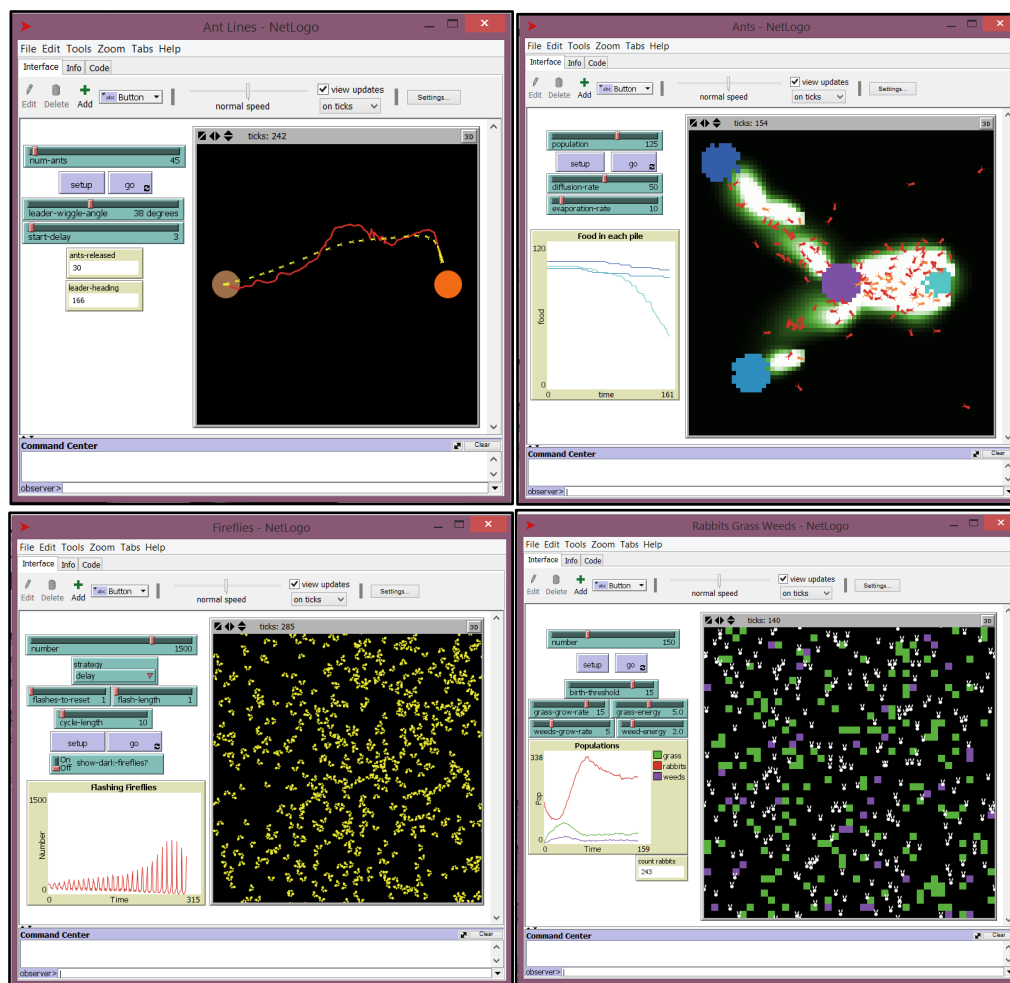 Ant Lines - NetLogo
File Edit Tools Zoom Tabs Help
Interface Info Code
Edit Delete Add abc Button normal speed view updates on ticks Settings...
ticks: 242 3D
num-ants 45
setup go
leader-wiggle-angle 38 degrees
start-delay 3
ants-released
30
leader-heading
166
Command Center Clear
observer>
Ants - NetLogo
File Edit Tools Zoom Tabs Help
Interface Info Code
Edit Delete Add abc Button normal speed view updates on ticks Settings...
ticks: 154 3D
population 125
setup go
diffusion-rate 50
evaporation-rate 10
Food in each pile
120
food
0
0 time 161
Command Center Clear
observer>
Fireflies - NetLogo
File Edit Tools Zoom Tabs Help
Interface Info Code
Edit Delete Add abc Button normal speed view updates on ticks Settings...
ticks: 285 3D
number 1500
strategy
delay
flashes-to-reset 1 flash-length 1
cycle-length 10
setup go
On
Off show-dark-fireflies?
Flashing Fireflies
1500
Number
0
0 Time 315
Command Center Clear
observer>
Rabbits Grass Weeds - NetLogo
File Edit Tools Zoom Tabs Help
Interface Info Code
Edit Delete Add abc Button normal speed view updates on ticks Settings...
ticks: 140 3D
number 150
setup go
birth-threshold 15
grass-grow-rate 15 grass-energy 5.0
weeds-grow-rate 5 weed-energy 2.0
Populations
338
Pop
0
0 Time 159
grass
rabbits
weeds
count rabbits
243
Command Center Clear
observer>